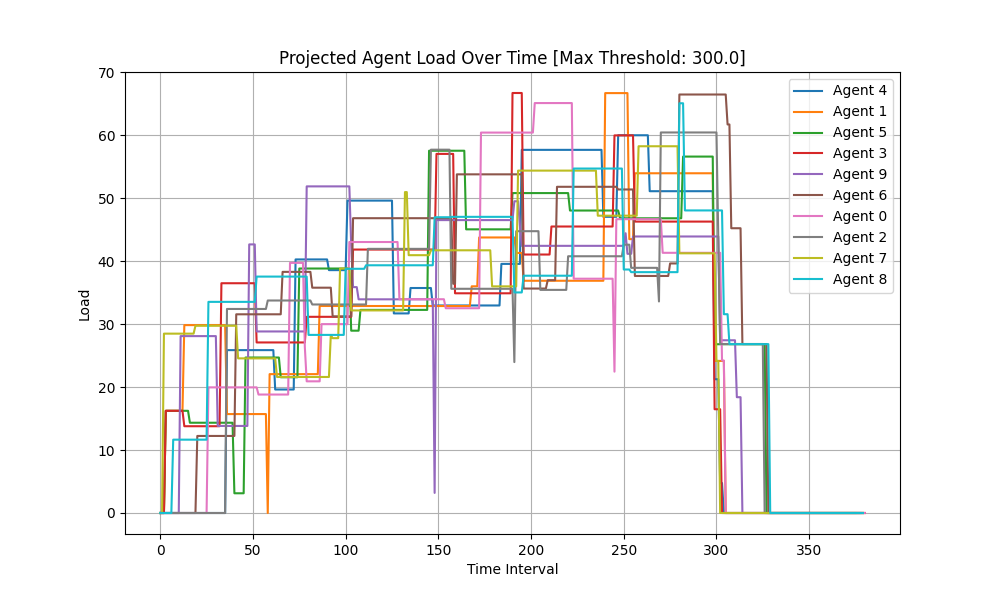 Projected Agent Load Over Time [Max Threshold: 300.0]
Load
70
60
50
40
30
20
10
0
0 50 100 150 200 250 300 350
Time Interval
Agent 4
Agent 1
Agent 5
Agent 3
Agent 9
Agent 6
Agent 0
Agent 2
Agent 7
Agent 8